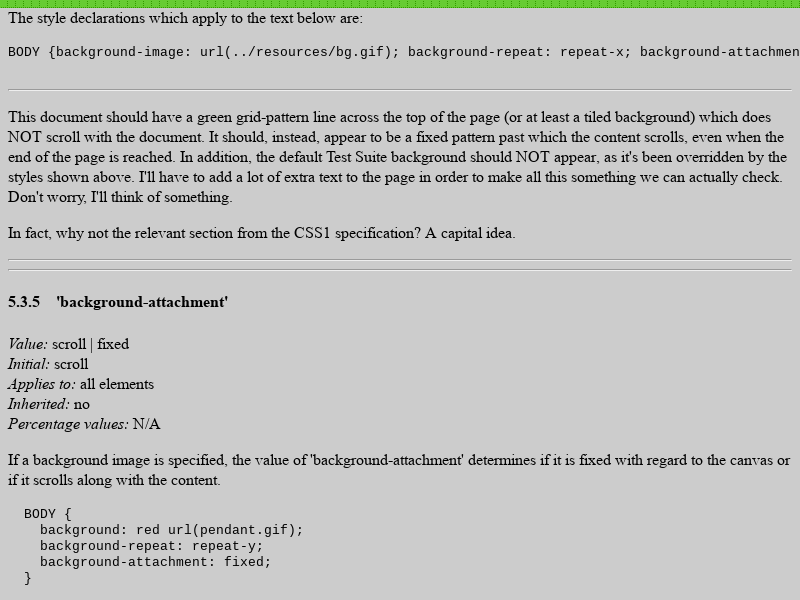 The style declarations which apply to the text below are:
BODY {background-image: url(../resources/bg.gif); background-repeat: repeat-x; background-attachmen
This document should have a green grid-pattern line across the top of the page (or at least a tiled background) which does
NOT scroll with the document. It should, instead, appear to be a fixed pattern past which the content scrolls, even when the
end of the page is reached. In addition, the default Test Suite background should NOT appear, as it's been overridden by the
styles shown above. I'll have to add a lot of extra text to the page in order to make all this something we can actually check.
Don't worry, I'll think of something.
In fact, why not the relevant section from the CSS1 specification? A capital idea.
5.3.5 'background-attachment'
Value: scroll | fixed
Initial: scroll
Applies to: all elements
Inherited: no
Percentage values: N/A
If a background image is specified, the value of 'background-attachment' determines if it is fixed with regard to the canvas or
if it scrolls along with the content.
BODY {
background: red url(pendant.gif);
background-repeat: repeat-y;
background-attachment: fixed;
}